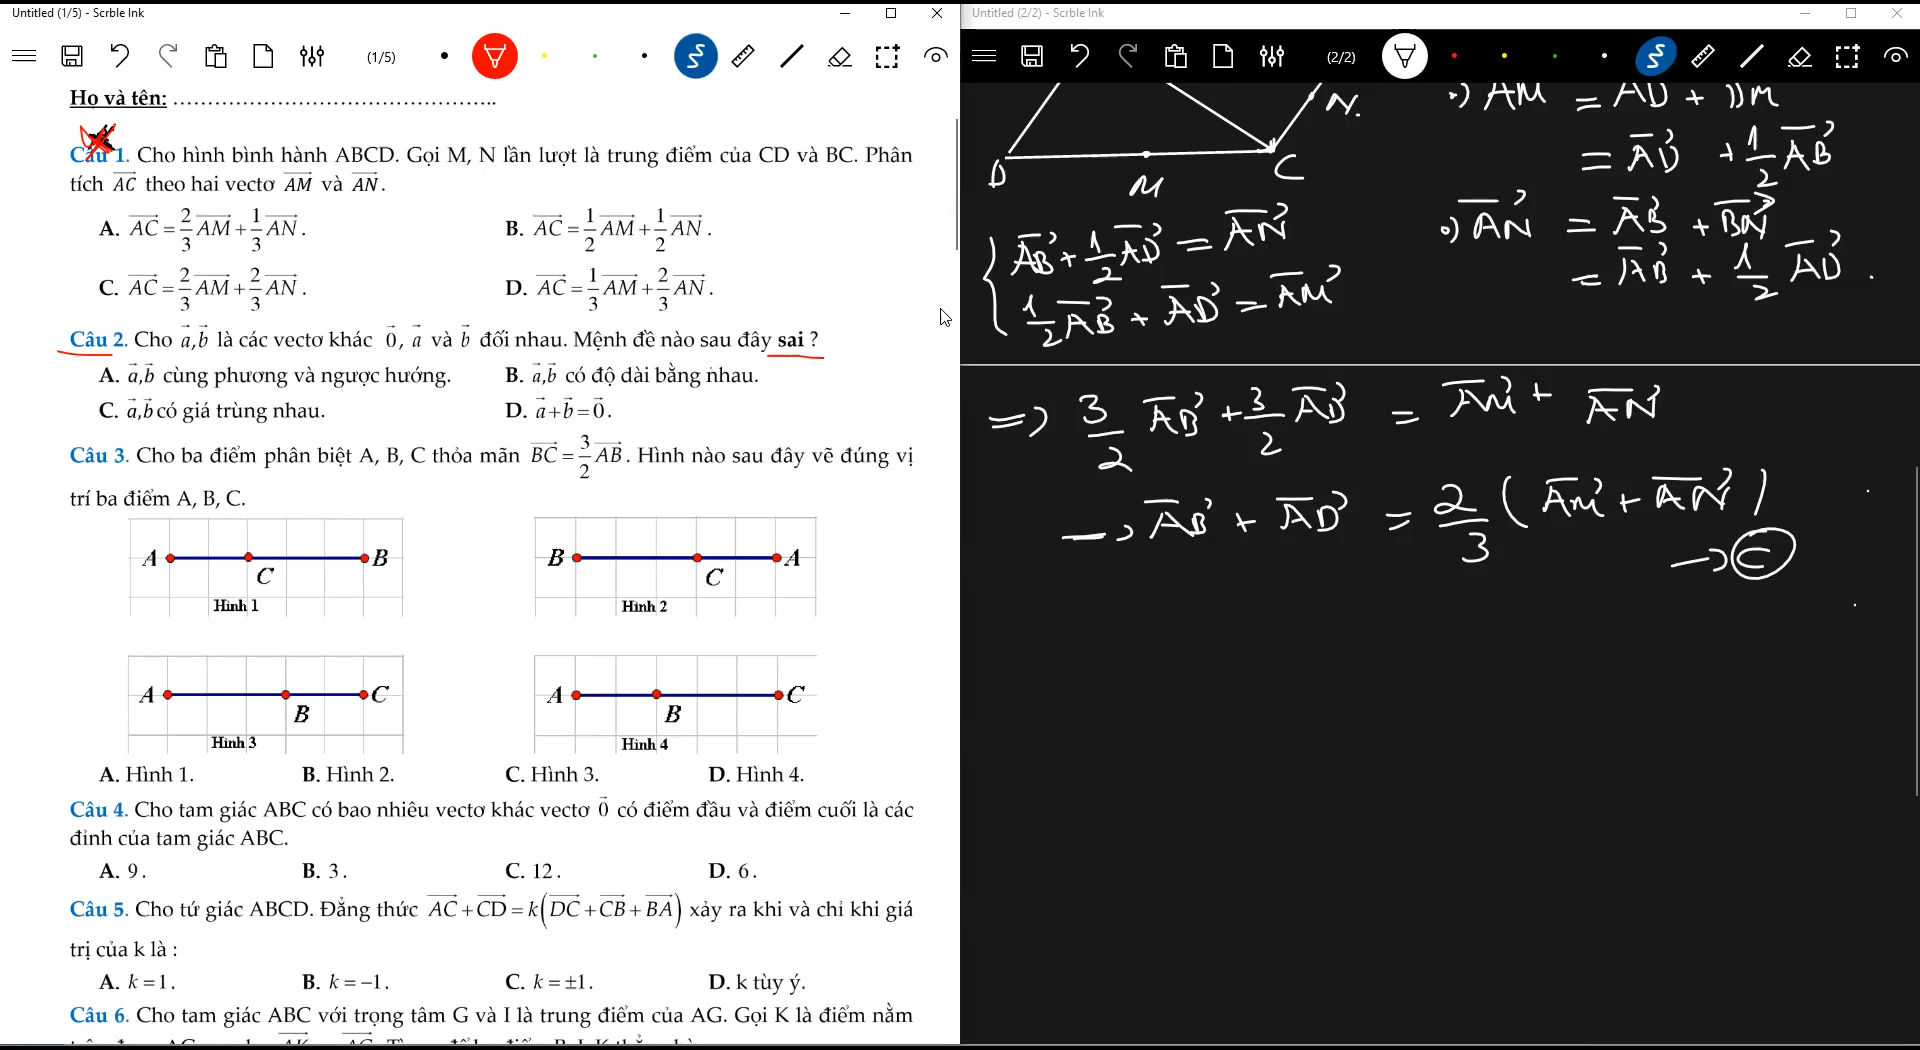 Untitled (1/5) - Scrble Ink
(1/5)
Họ và tên: ................................................
Câu 1. Cho hình bình hành ABCD. Gọi M, N lần lượt là trung điểm của CD và BC. Phân
tích AC⃗ theo hai vectơ AM⃗ và AN⃗.
A. AC⃗ = 2/3 AM⃗ + 1/3 AN⃗.
B. AC⃗ = 1/2 AM⃗ + 1/2 AN⃗.
C. AC⃗ = 2/3 AM⃗ + 2/3 AN⃗.
D. AC⃗ = 1/3 AM⃗ + 2/3 AN⃗.
Câu 2. Cho a⃗, b⃗ là các vectơ khác 0⃗, a⃗ và b⃗ đối nhau. Mệnh đề nào sau đây sai ?
A. a⃗, b⃗ cùng phương và ngược hướng.
B. a⃗, b⃗ có độ dài bằng nhau.
C. a⃗, b⃗ có giá trùng nhau.
D. a⃗ + b⃗ = 0⃗.
Câu 3. Cho ba điểm phân biệt A, B, C thỏa mãn BC⃗ = 3/2 AB⃗. Hình nào sau đây vẽ đúng vị
trí ba điểm A, B, C.
A C B
Hình 1
B C A
Hình 2
A B C
Hình 3
A B C
Hình 4
A. Hình 1.
B. Hình 2.
C. Hình 3.
D. Hình 4.
Câu 4. Cho tam giác ABC có bao nhiêu vectơ khác vectơ 0⃗ có điểm đầu và điểm cuối là các
đỉnh của tam giác ABC.
A. 9.
B. 3.
C. 12.
D. 6.
Câu 5. Cho tứ giác ABCD. Đẳng thức AC⃗ + CD⃗ = k(DC⃗ + CB⃗ + BA⃗) xảy ra khi và chỉ khi giá
trị của k là :
A. k = 1.
B. k = −1.
C. k = ±1.
D. k tùy ý.
Câu 6. Cho tam giác ABC với trọng tâm G và I là trung điểm của AG. Gọi K là điểm nằm
Untitled (2/2) - Scrble Ink
(2/2)
N.
D M C
AM⃗ = AD⃗ + DM⃗
= AD⃗ + 1/2 AB⃗
AN⃗ = AB⃗ + BN⃗
= AB⃗ + 1/2 AD⃗.
{ AB⃗ + 1/2 AD⃗ = AN⃗
1/2 AB⃗ + AD⃗ = AM⃗
=> 3/2 AB⃗ + 3/2 AD⃗ = AM⃗ + AN⃗
→ AB⃗ + AD⃗ = 2/3 (AM⃗ + AN⃗)
→ C